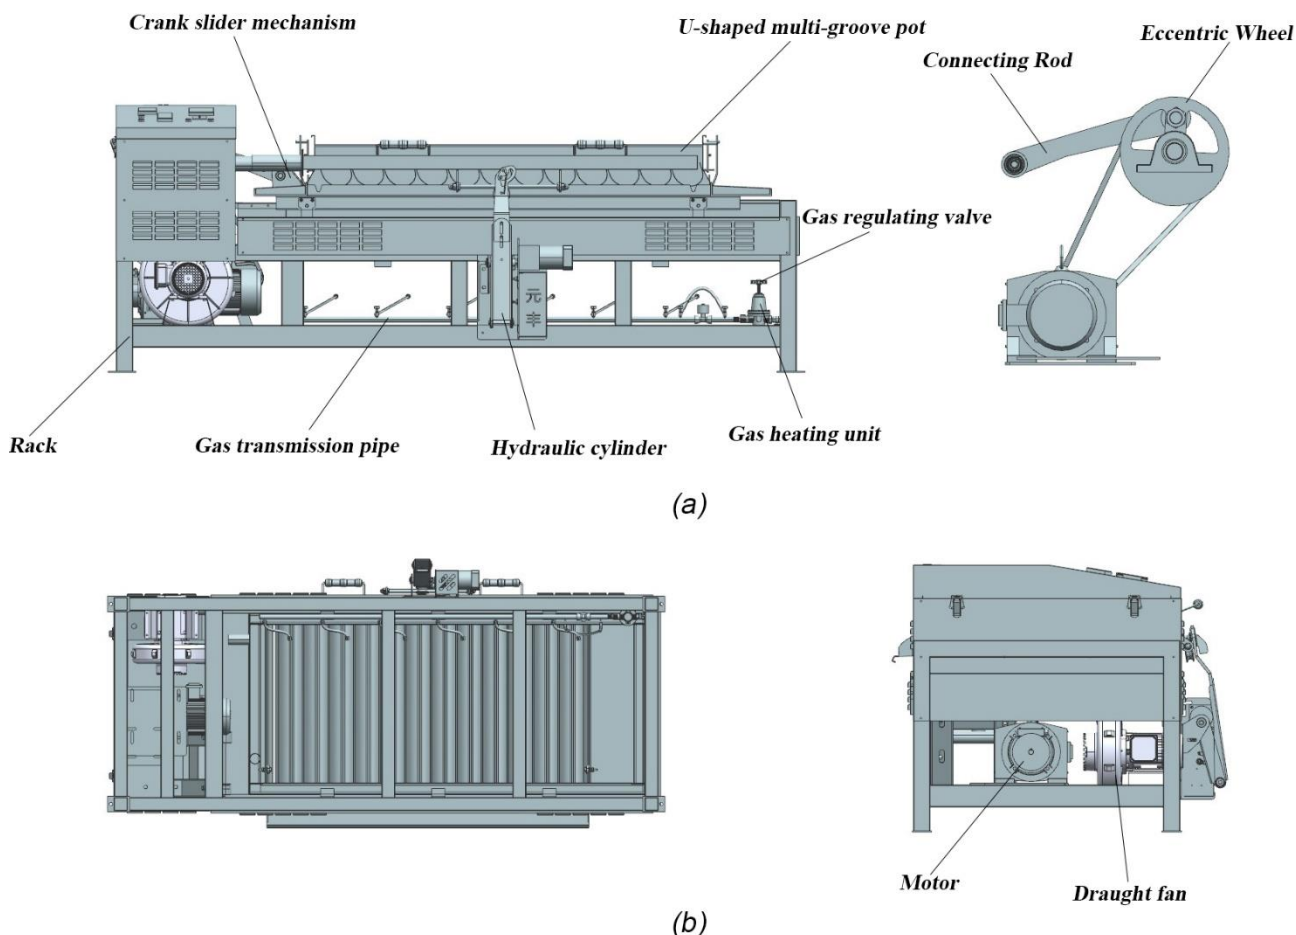 Crank slider mechanism
U-shaped multi-groove pot
Eccentric Wheel
Connecting Rod
Gas regulating valve
元
丰
Rack
Gas transmission pipe
Hydraulic cylinder
Gas heating unit
(a)
Motor
Draught fan
(b)